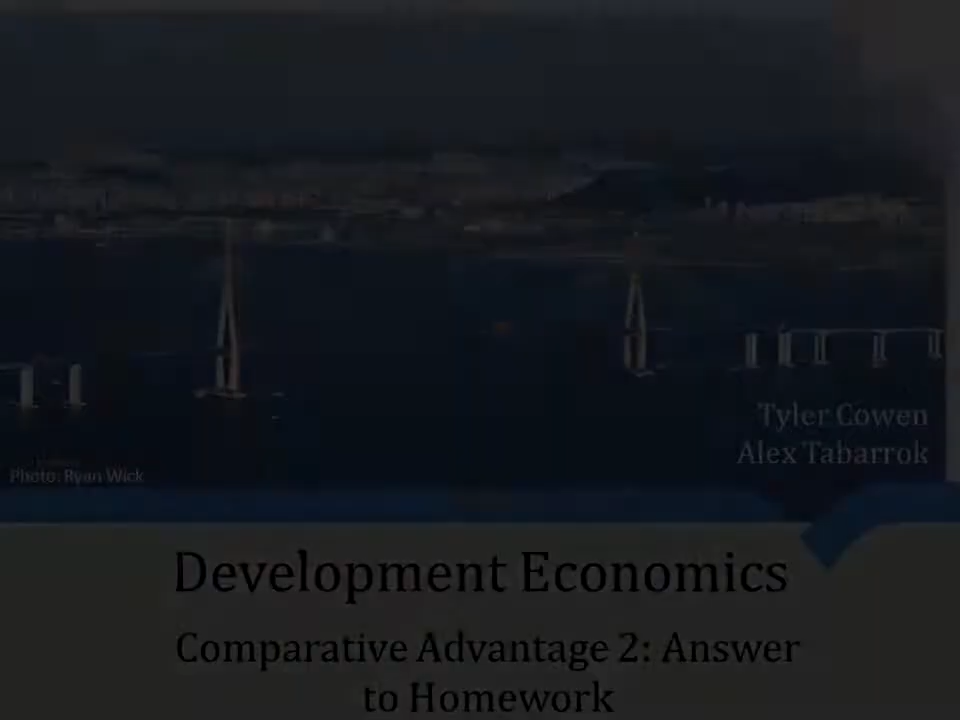 Tyler Cowen
Alex Tabarrok
Photo: Ryan Wick
Development Economics
Comparative Advantage 2: Answer
to Homework